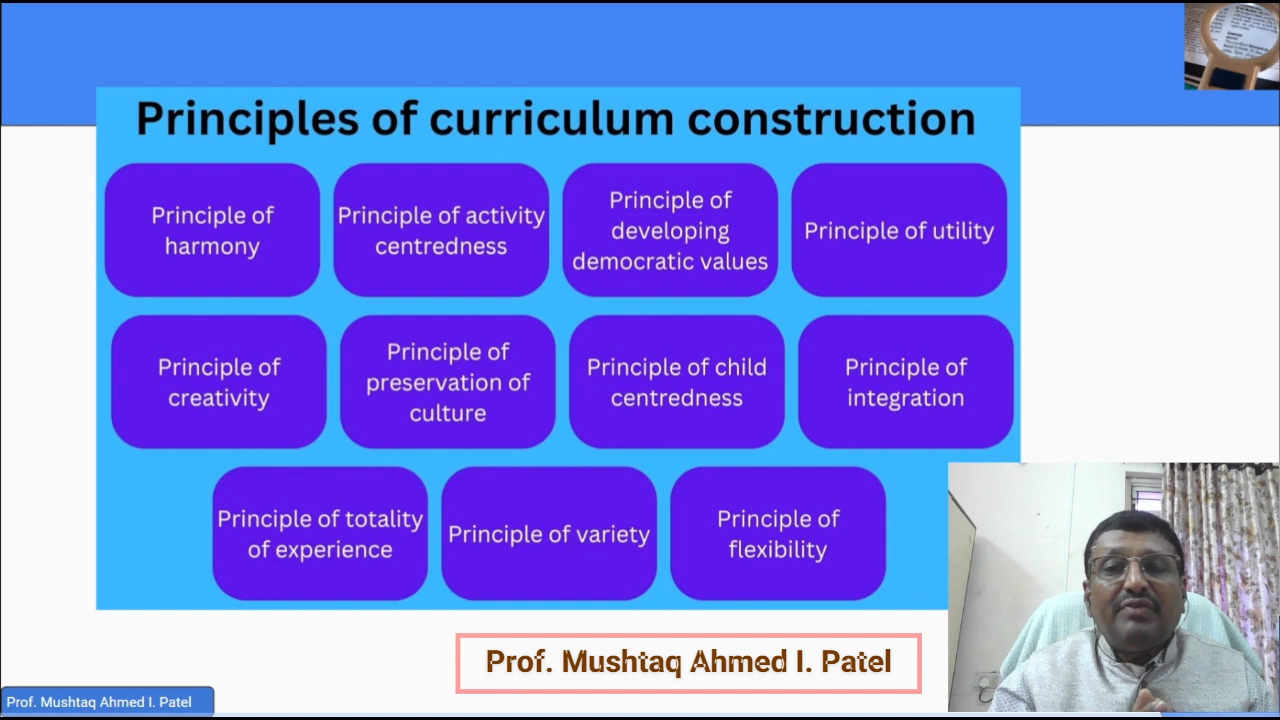 Principles of curriculum construction
Principle of
harmony
Principle of activity
centredness
Principle of
developing
democratic values
Principle of utility
Principle of
creativity
Principle of
preservation of
culture
Principle of child
centredness
Principle of
integration
Principle of totality
of experience
Principle of variety
Principle of
flexibility
Prof. Mushtaq Ahmed I. Patel
Prof. Mushtaq Ahmed I. Patel